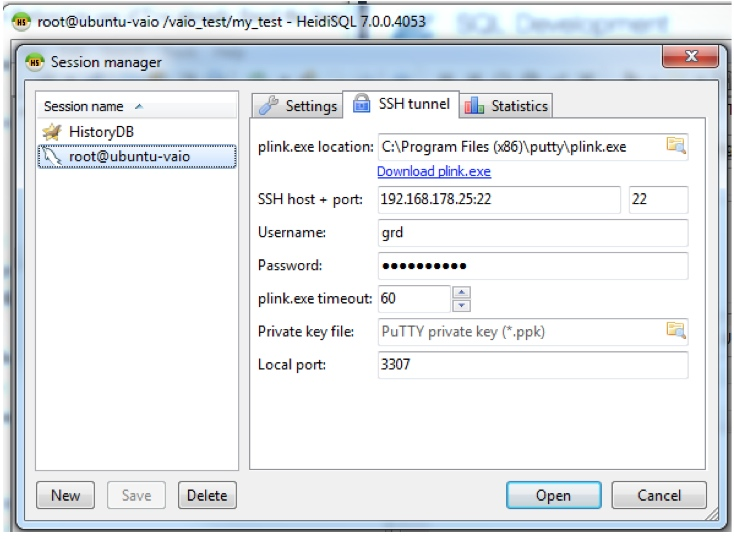 HS root@ubuntu-vaio /vaio_test/my_test - HeidiSQL 7.0.0.4053
SQL Development
HS Session manager
Session name
HistoryDB
root@ubuntu-vaio
Settings SSH tunnel Statistics
plink.exe location: C:\Program Files (x86)\putty\plink.exe
Download plink.exe
SSH host + port: 192.168.178.25:22 22
Username: grd
Password: ●●●●●●●●●●
plink.exe timeout: 60
Private key file: PuTTY private key (*.ppk)
Local port: 3307
New Save Delete Open Cancel